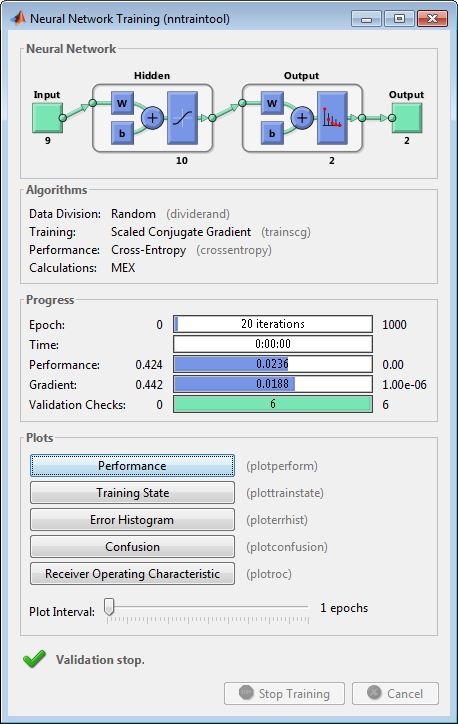 Neural Network Training (nntraintool)
Neural Network
Hidden Output
Input Output
W W
b b
9 2
10 2
Algorithms
Data Division: Random (dividerand)
Training: Scaled Conjugate Gradient (trainscg)
Performance: Cross-Entropy (crossentropy)
Calculations: MEX
Progress
Epoch: 0 20 iterations 1000
Time: 0:00:00
Performance: 0.424 0.0236 0.00
Gradient: 0.442 0.0188 1.00e-06
Validation Checks: 0 6 6
Plots
Performance (plotperform)
Training State (plottrainstate)
Error Histogram (ploterrhist)
Confusion (plotconfusion)
Receiver Operating Characteristic (plotroc)
Plot Interval: 1 epochs
Validation stop.
Stop Training Cancel